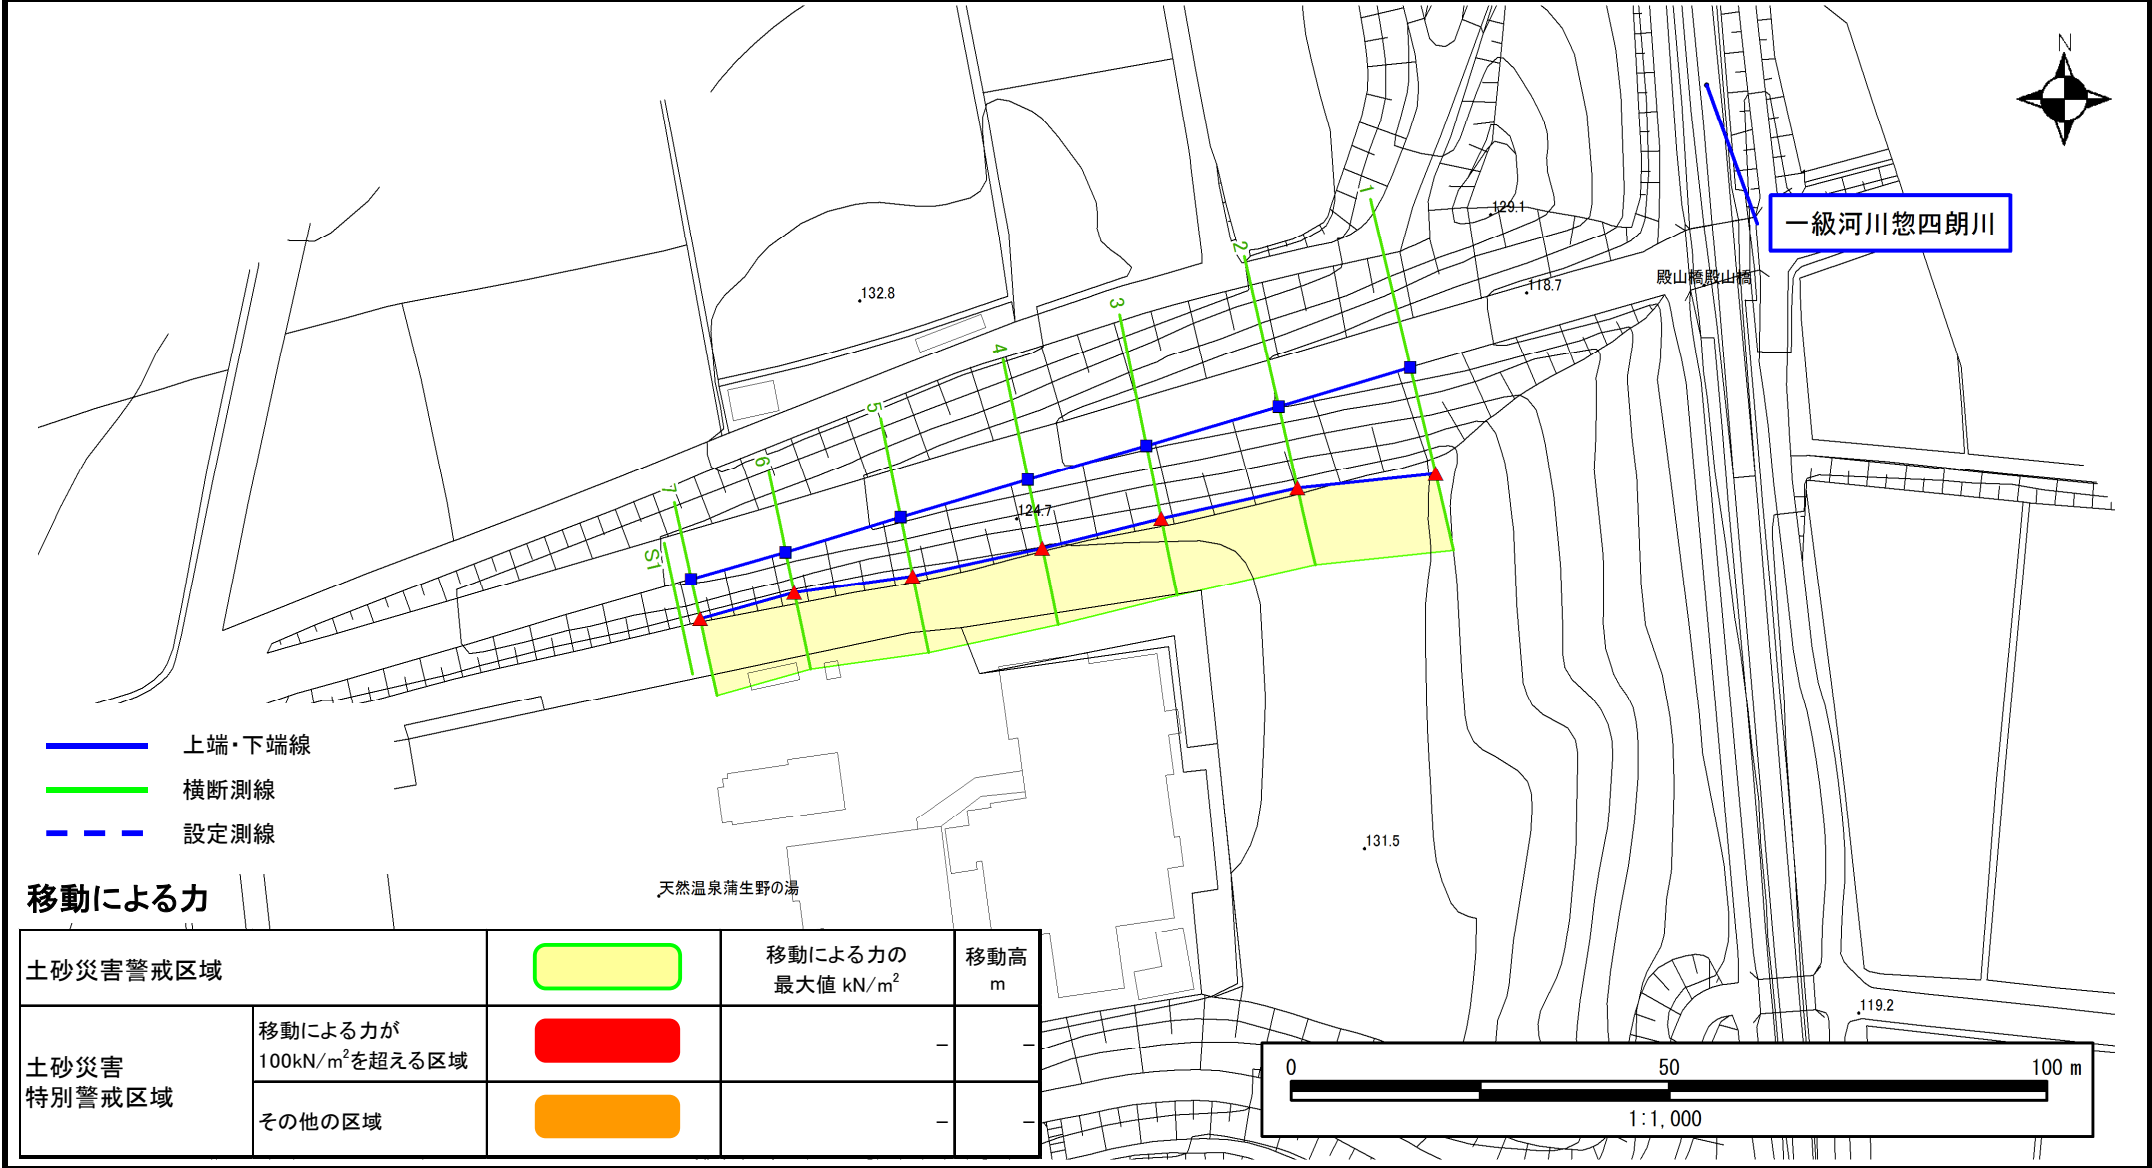 N
一級河川惣四朗川
129.1
殿山橋殿山橋
118.7
132.8
1
2
3
4
5
6
7
S1
124.7
上端・下端線
横断測線
設定測線
131.5
天然温泉蒲生野の湯
119.2
移動による力
土砂災害警戒区域
移動による力の
最大値 kN/m²
移動高
m
土砂災害
特別警戒区域
移動による力が
100kN/m²を超える区域
－ －
その他の区域
－ －
0 50 100 m
1:1,000